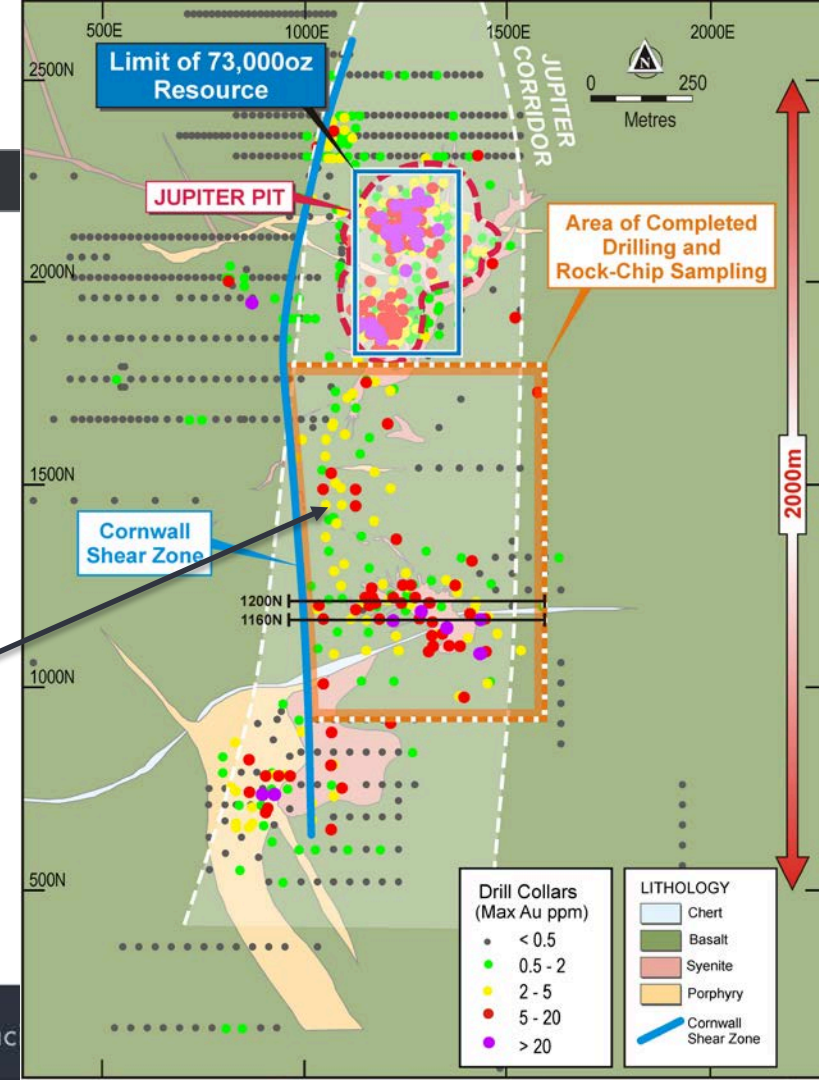 500E
1000E
1500E
2000E
2500N
2000N
1500N
1000N
500N
Limit of 73,000oz
Resource
JUPITER
CORRIDOR
N
0
250
Metres
JUPITER PIT
Area of Completed
Drilling and
Rock-Chip Sampling
2000m
Cornwall
Shear Zone
1200N
1160N
Drill Collars
(Max Au ppm)
< 0.5
0.5 - 2
2 - 5
5 - 20
> 20
LITHOLOGY
Chert
Basalt
Syenite
Porphyry
Cornwall
Shear Zone